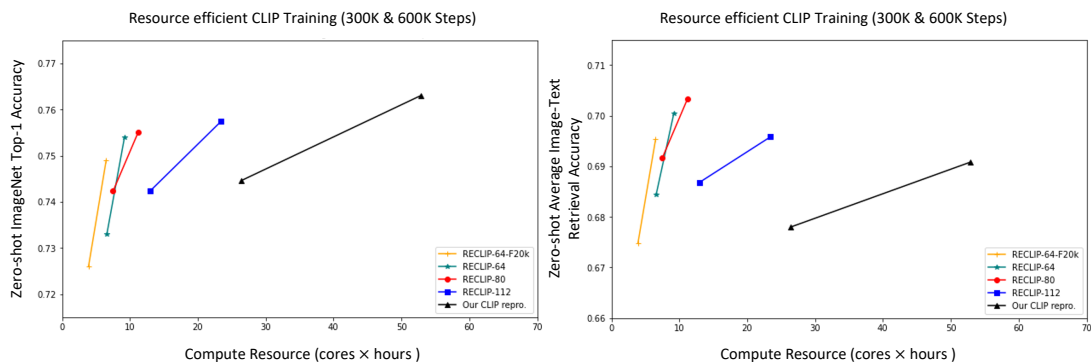 Resource efficient CLIP Training (300K & 600K Steps)
Zero-shot ImageNet Top-1 Accuracy
0.77
0.76
0.75
0.74
0.73
0.72
0 10 20 30 40 50 60 70
RECLIP-64-F20k
RECLIP-64
RECLIP-80
RECLIP-112
Our CLIP repro.
Compute Resource (cores × hours )
Resource efficient CLIP Training (300K & 600K Steps)
Zero-shot Average Image-Text
Retrieval Accuracy
0.71
0.70
0.69
0.68
0.67
0.66
0 10 20 30 40 50 60 70
RECLIP-64-F20k
RECLIP-64
RECLIP-80
RECLIP-112
Our CLIP repro.
Compute Resource (cores × hours )